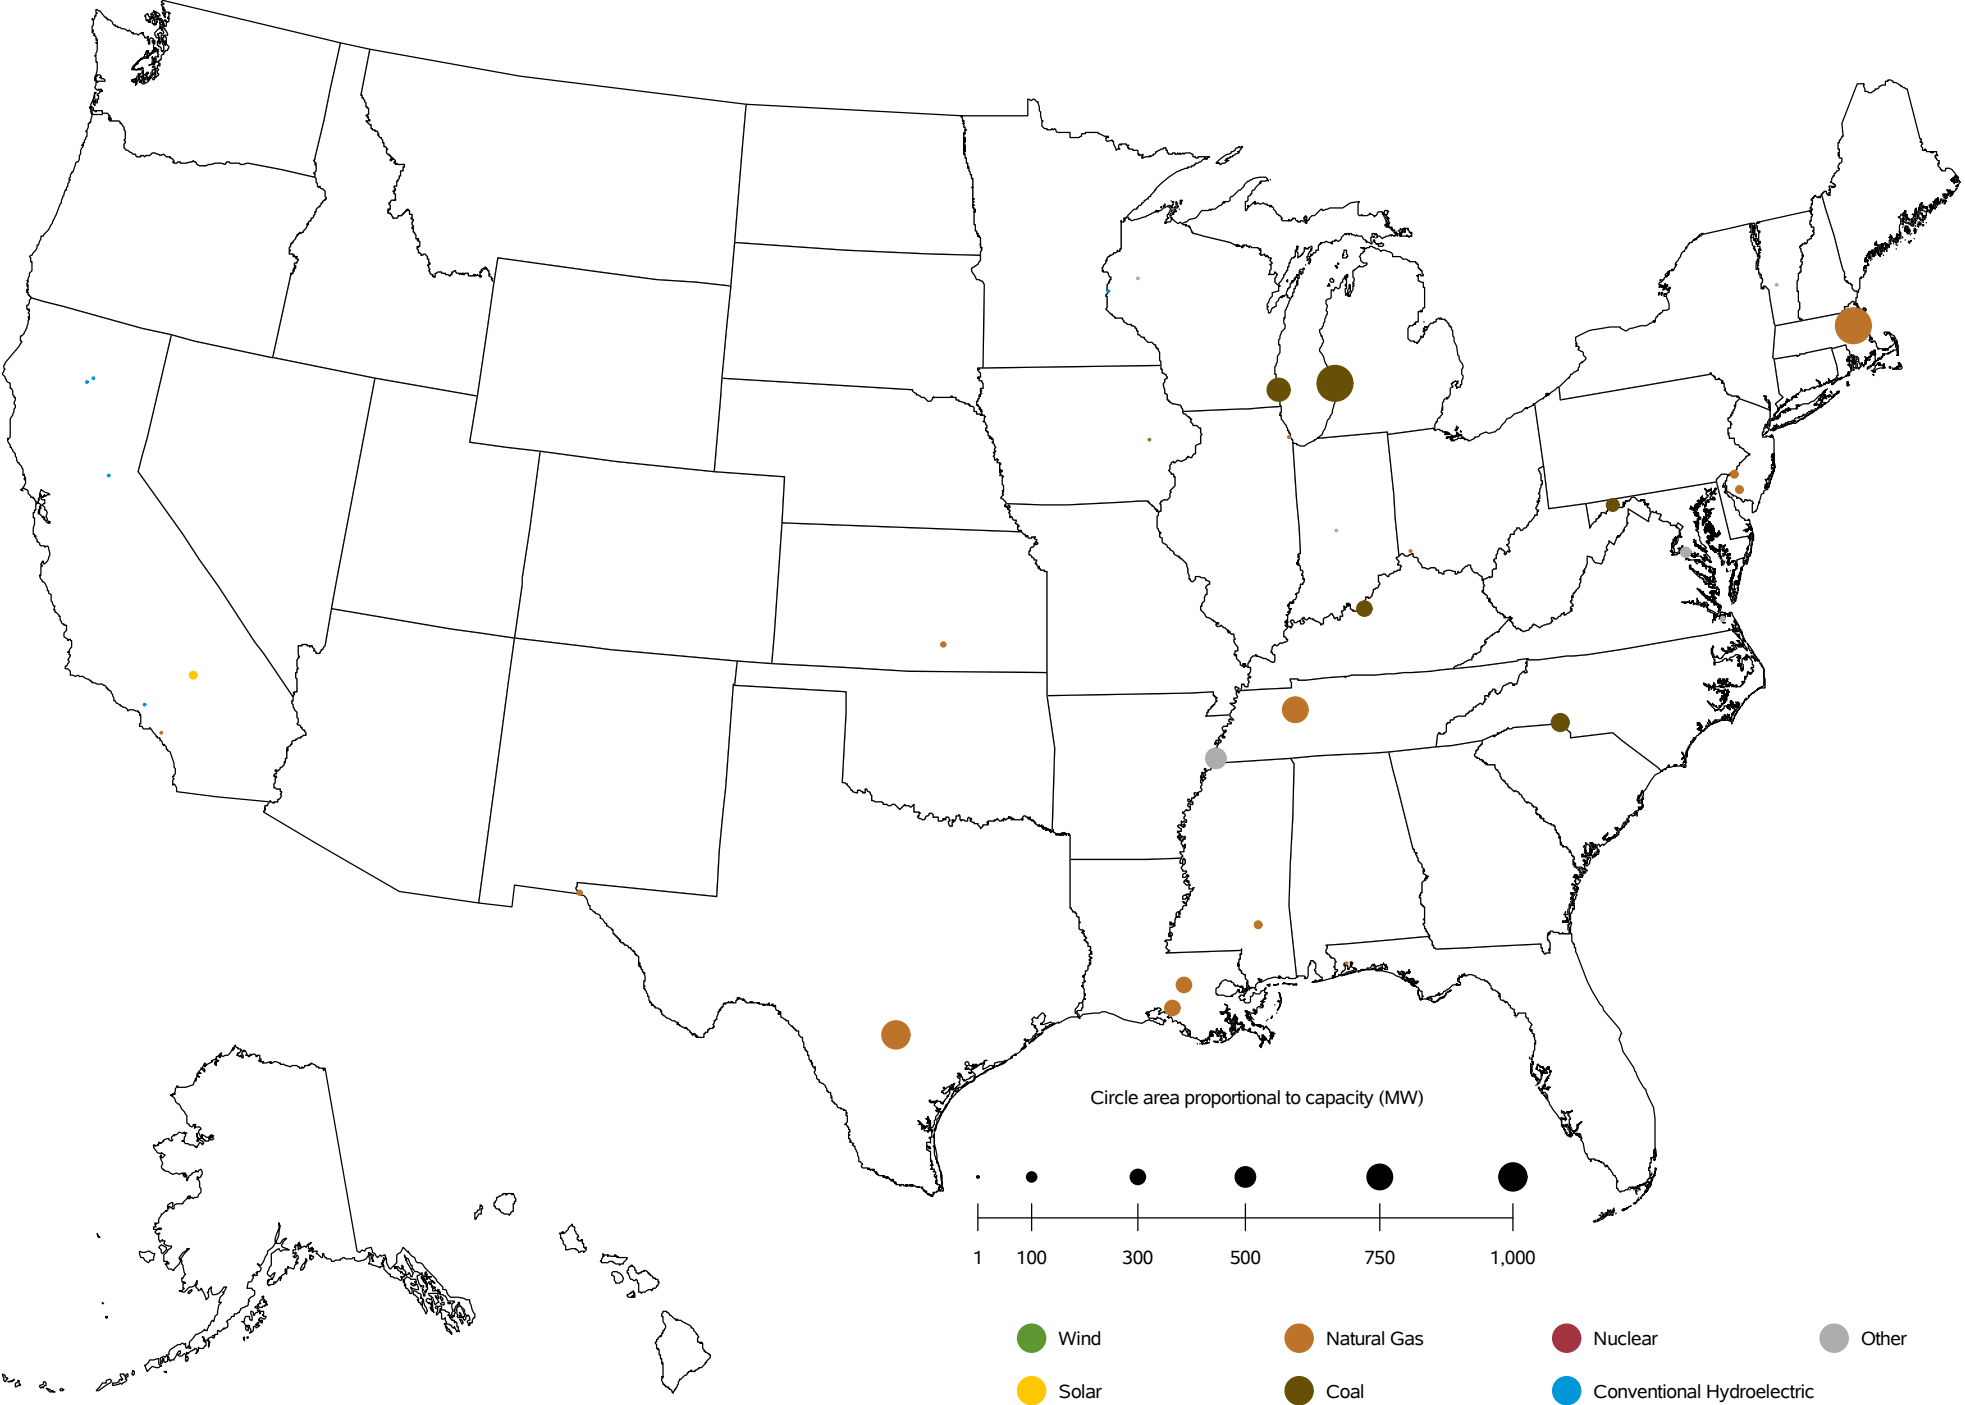 Circle area proportional to capacity (MW)
1 100 300 500 750 1,000
Wind Natural Gas Nuclear Other
Solar Coal Conventional Hydroelectric